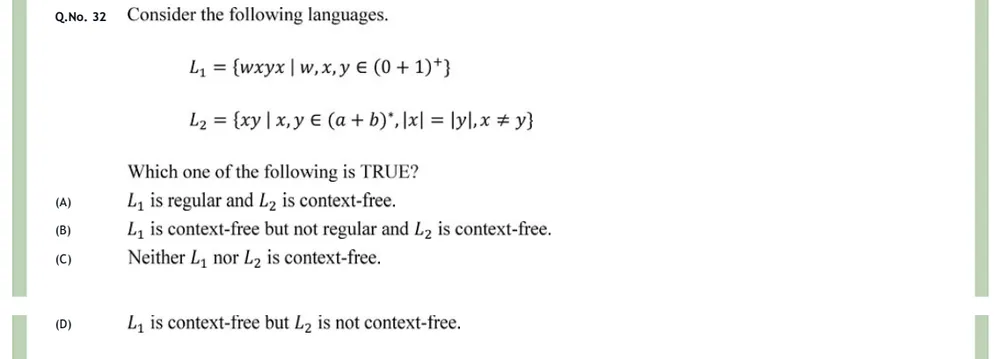 Q.No. 32 Consider the following languages.
L₁ = {wxyx | w, x, y ∈ (0 + 1)⁺}
L₂ = {xy | x, y ∈ (a + b)*, |x| = |y|, x ≠ y}
Which one of the following is TRUE?
(A) L₁ is regular and L₂ is context-free.
(B) L₁ is context-free but not regular and L₂ is context-free.
(C) Neither L₁ nor L₂ is context-free.
(D) L₁ is context-free but L₂ is not context-free.